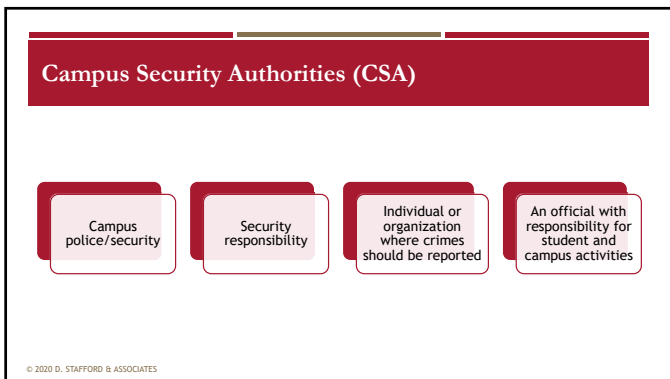 Campus Security Authorities (CSA)
Campus
police/security
Security
responsibility
Individual or
organization
where crimes
should be reported
An official with
responsibility for
student and
campus activities
© 2020 D. STAFFORD & ASSOCIATES